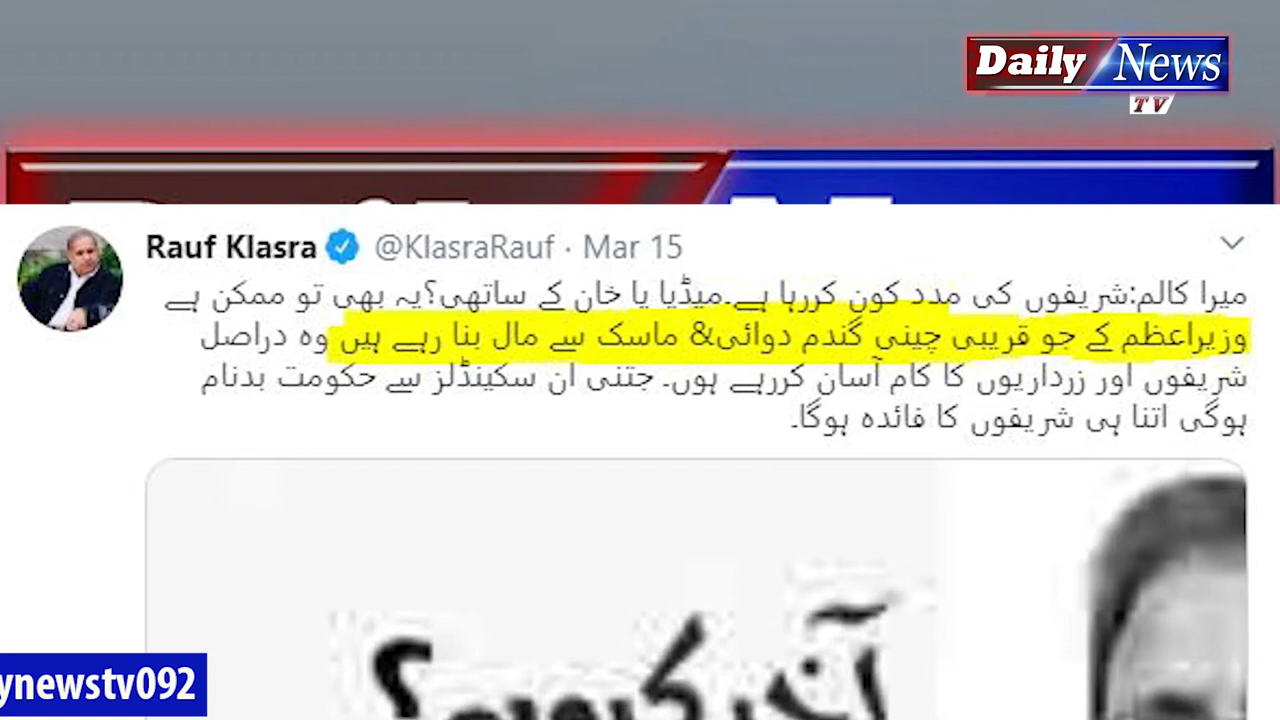 Daily News
TV
Rauf Klasra @KlasraRauf · Mar 15
میرا کالم:شریفوں کی مدد کون کررہا ہے۔میڈیا یا خان کے ساتھی؟یہ بھی تو ممکن ہے
وزیراعظم کے جو قریبی چینی گندم دوائی& ماسک سے مال بنا رہے ہیں وہ دراصل
شریفوں اور زرداریوں کا کام آسان کررہے ہوں۔ جتنی ان سکینڈلز سے حکومت بدنام
ہوگی اتنا ہی شریفوں کا فائدہ ہوگا۔
آخر کیوں؟
ynewstv092